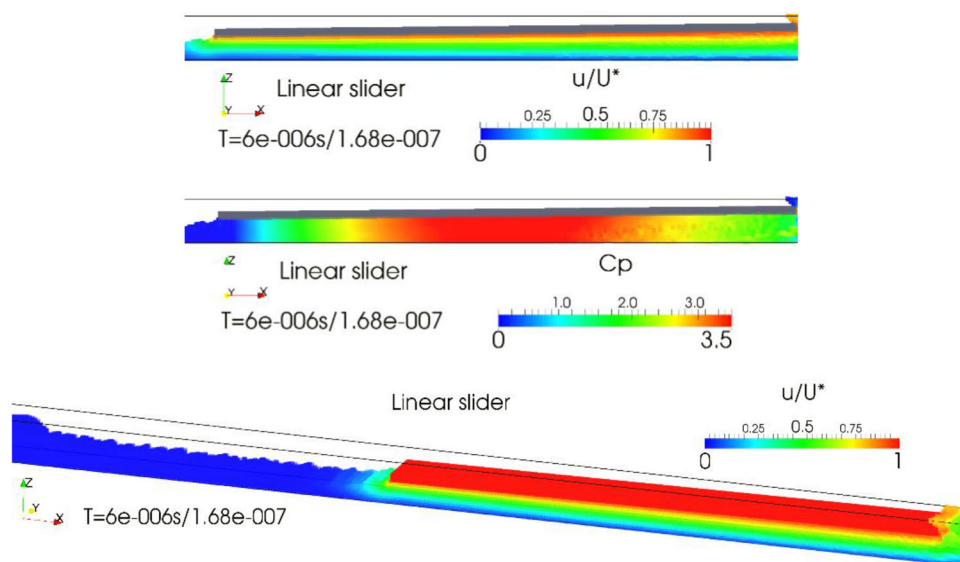 Z
Y X
Linear slider
T=6e-006s/1.68e-007
u/U*
0.25 0.5 0.75
0 1
Z
Y X
Linear slider
T=6e-006s/1.68e-007
Cp
1.0 2.0 3.0
0 3.5
Linear slider
u/U*
0.25 0.5 0.75
0 1
Z
Y
X
T=6e-006s/1.68e-007